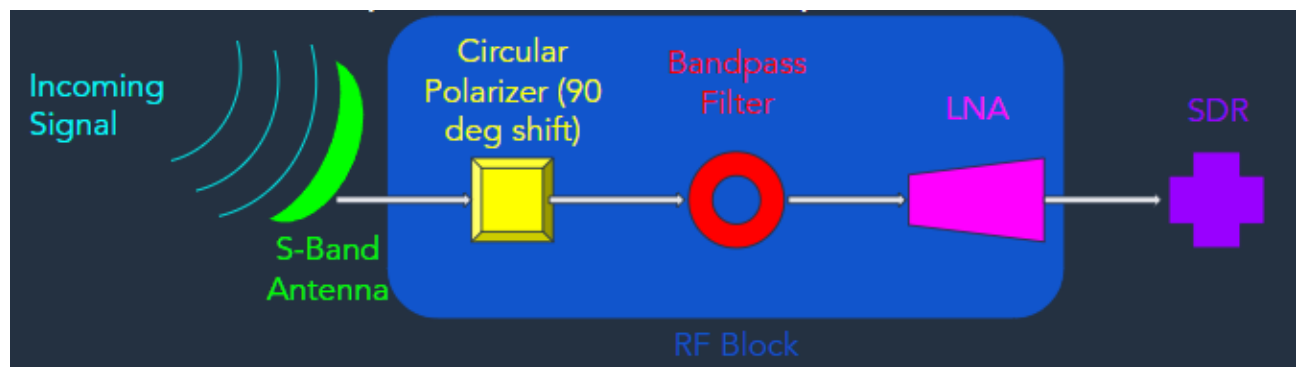 Incoming
Signal
Circular
Polarizer (90
deg shift)
Bandpass
Filter
LNA
SDR
S-Band
Antenna
RF Block